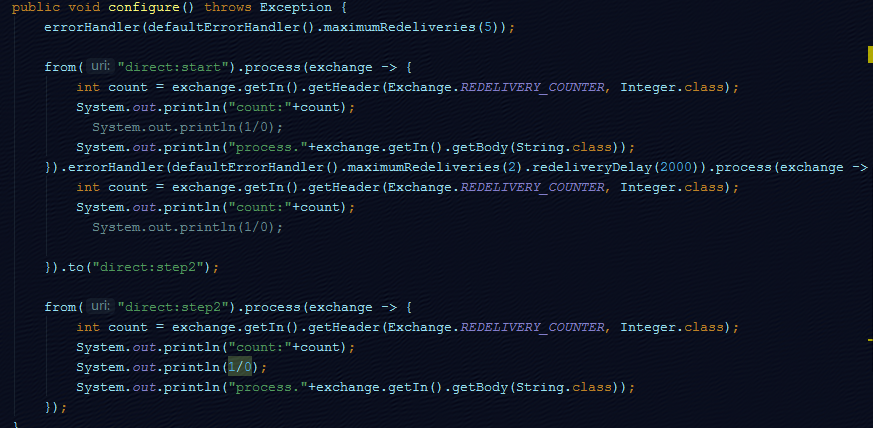 public void configure() throws Exception {
    errorHandler(defaultErrorHandler().maximumRedeliveries(5));
    from( uri: "direct:start").process(exchange -> {
        int count = exchange.getIn().getHeader(Exchange.REDELIVERY_COUNTER, Integer.class);
        System.out.println("count:"+count);
          System.out.println(1/0);
        System.out.println("process."+exchange.getIn().getBody(String.class));
    }).errorHandler(defaultErrorHandler().maximumRedeliveries(2).redeliveryDelay(2000)).process(exchange ->
        int count = exchange.getIn().getHeader(Exchange.REDELIVERY_COUNTER, Integer.class);
        System.out.println("count:"+count);
          System.out.println(1/0);
    }).to("direct:step2");
    from( uri: "direct:step2").process(exchange -> {
        int count = exchange.getIn().getHeader(Exchange.REDELIVERY_COUNTER, Integer.class);
        System.out.println("count:"+count);
        System.out.println(1/0);
        System.out.println("process."+exchange.getIn().getBody(String.class));
    });
}